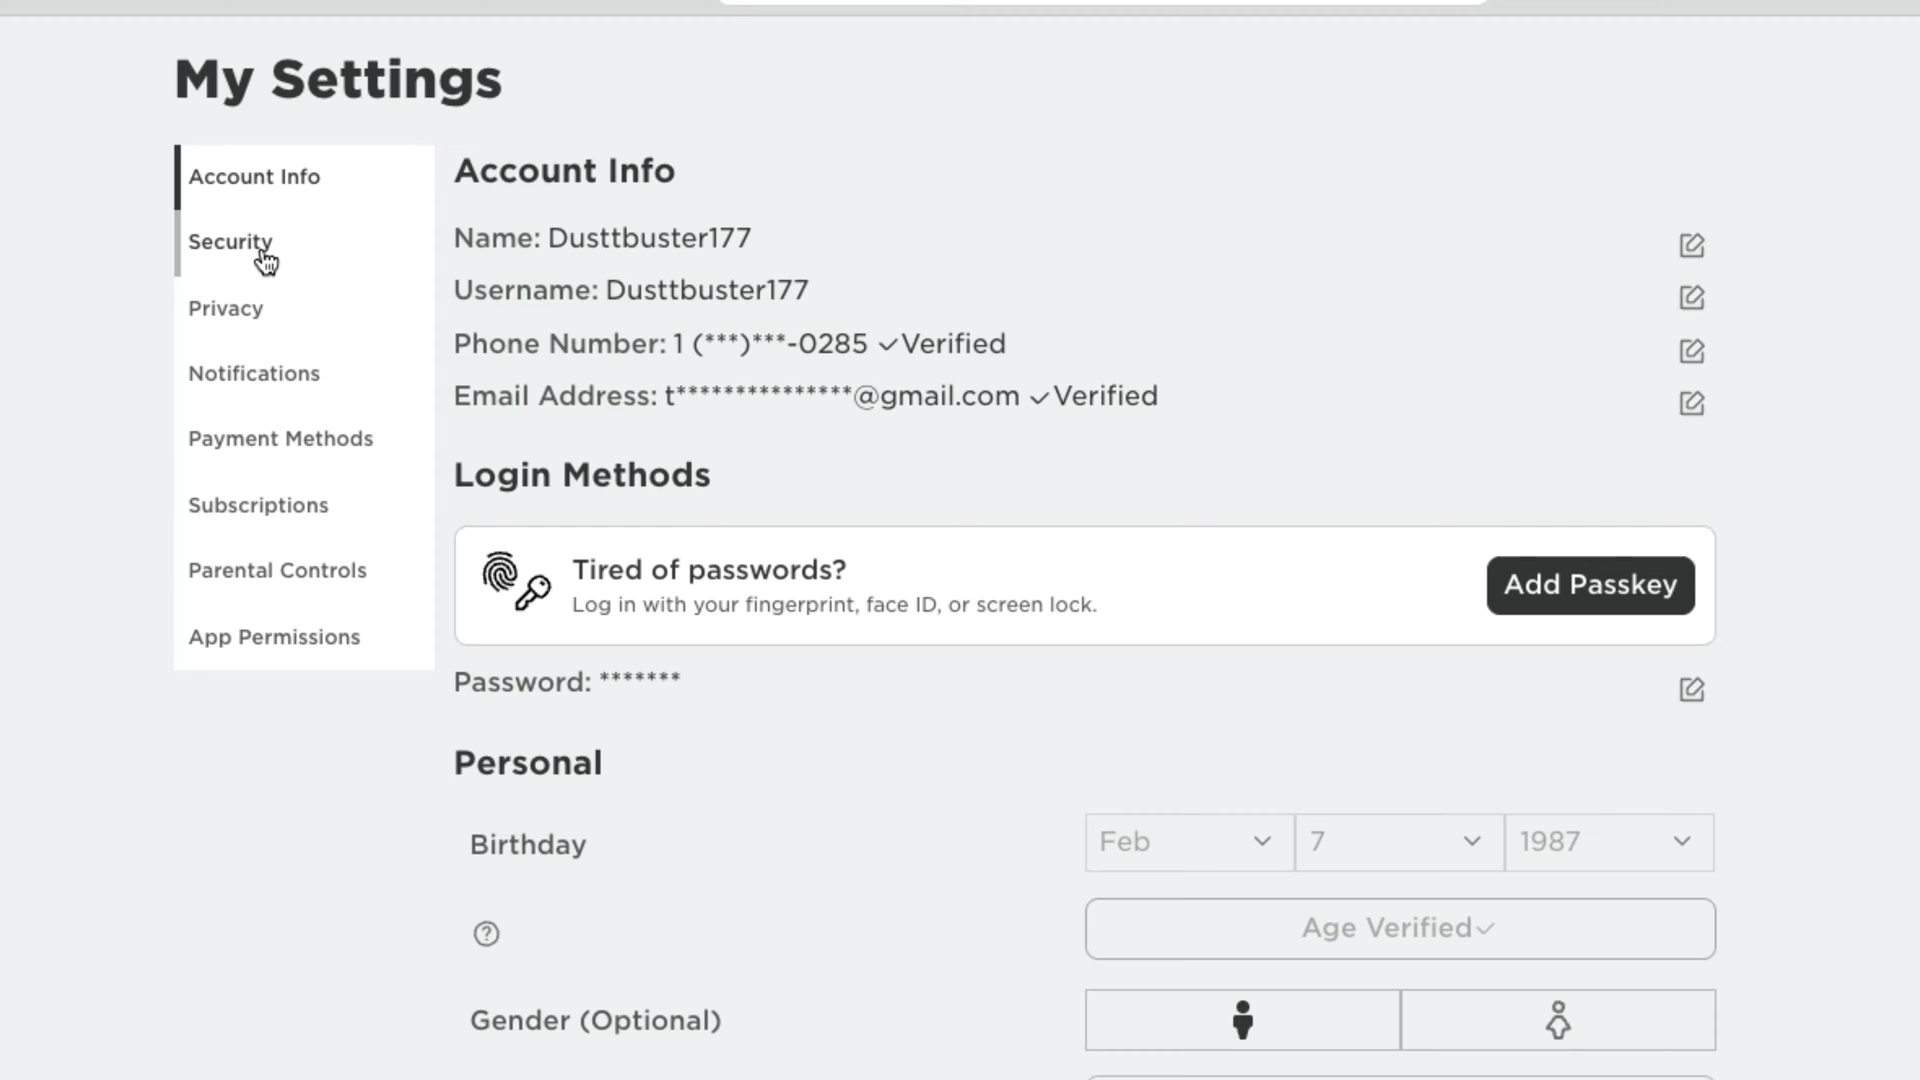 My Settings
Account Info
Security
Privacy
Notifications
Payment Methods
Subscriptions
Parental Controls
App Permissions
Account Info
Name: Dusttbuster177
Username: Dusttbuster177
Phone Number: 1 (***)***-0285 ✓Verified
Email Address: t***************@gmail.com ✓Verified
Login Methods
Tired of passwords?
Log in with your fingerprint, face ID, or screen lock.
Add Passkey
Password: *******
Personal
Birthday
Feb
7
1987
?
Age Verified✓
Gender (Optional)